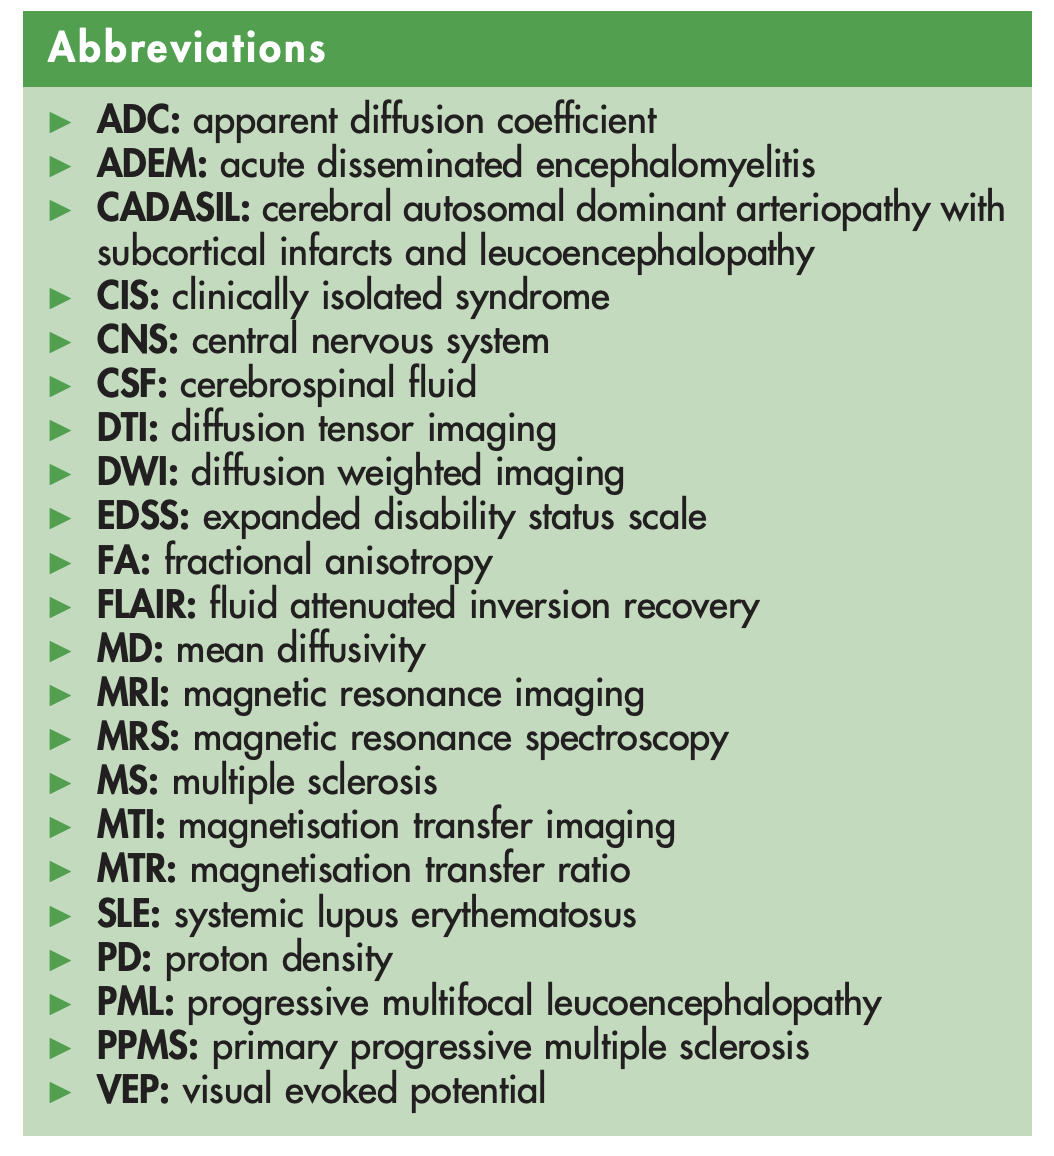 Abbreviations
► ADC: apparent diffusion coefficient
► ADEM: acute disseminated encephalomyelitis
► CADASIL: cerebral autosomal dominant arteriopathy with
subcortical infarcts and leucoencephalopathy
► CIS: clinically isolated syndrome
► CNS: central nervous system
► CSF: cerebrospinal fluid
► DTI: diffusion tensor imaging
► DWI: diffusion weighted imaging
► EDSS: expanded disability status scale
► FA: fractional anisotropy
► FLAIR: fluid attenuated inversion recovery
► MD: mean diffusivity
► MRI: magnetic resonance imaging
► MRS: magnetic resonance spectroscopy
► MS: multiple sclerosis
► MTI: magnetisation transfer imaging
► MTR: magnetisation transfer ratio
► SLE: systemic lupus erythematosus
► PD: proton density
► PML: progressive multifocal leucoencephalopathy
► PPMS: primary progressive multiple sclerosis
► VEP: visual evoked potential